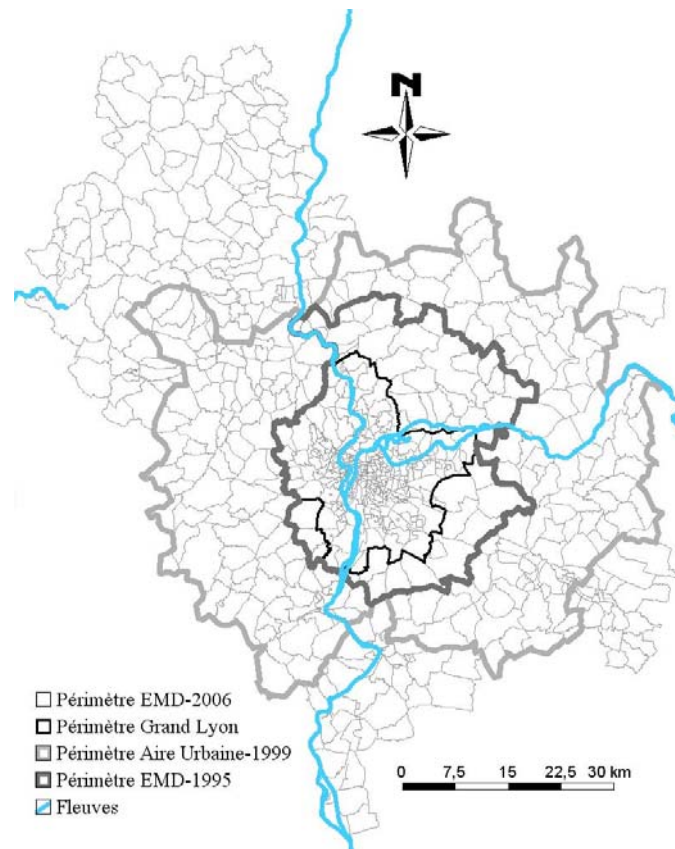 N
Périmètre EMD-2006
Périmètre Grand Lyon
Périmètre Aire Urbaine-1999
Périmètre EMD-1995
Fleuves
0 7,5 15 22,5 30 km